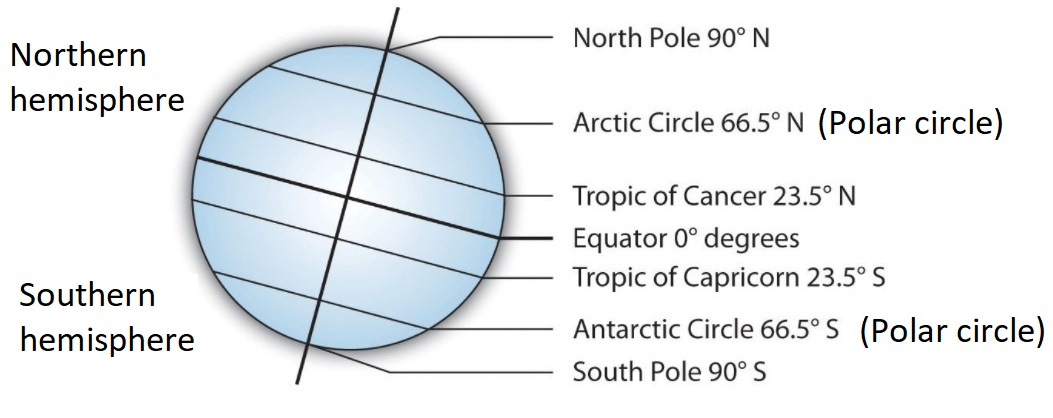 Northern
hemisphere
North Pole 90° N
Arctic Circle 66.5° N (Polar circle)
Tropic of Cancer 23.5° N
Equator 0° degrees
Tropic of Capricorn 23.5° S
Southern
hemisphere
Antarctic Circle 66.5° S (Polar circle)
South Pole 90° S